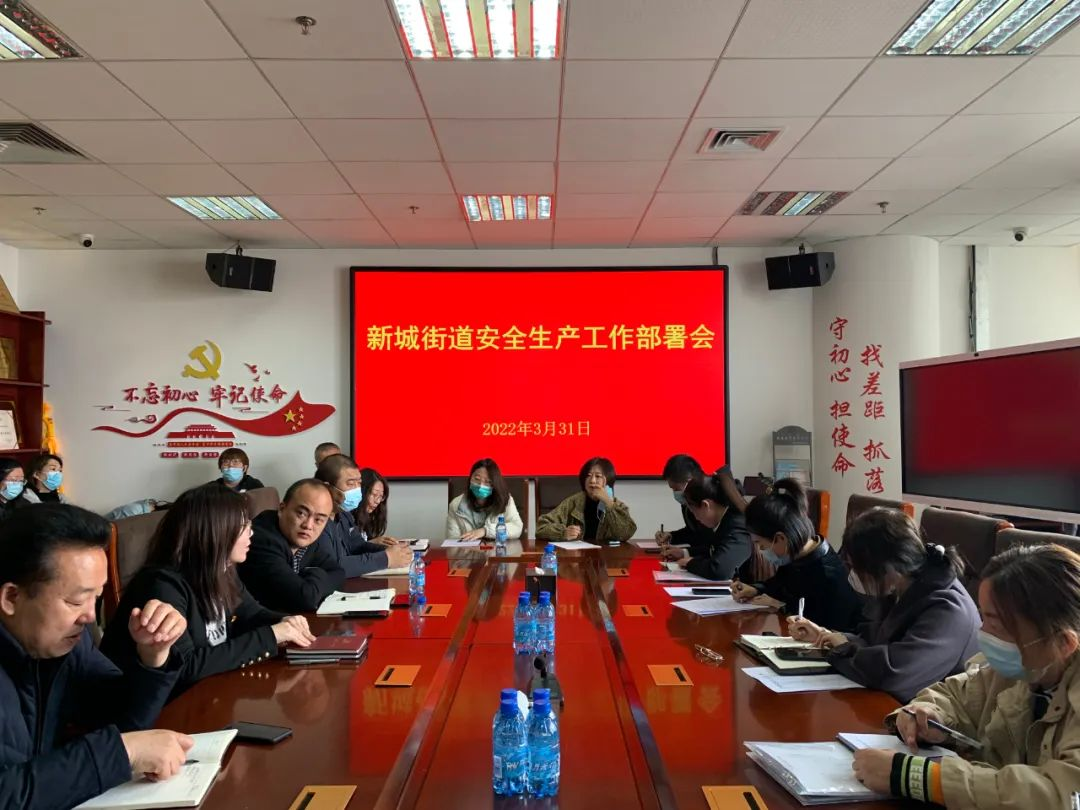 新城街道安全生产工作部署会
2022年3月31日
不忘初心 牢记使命
守初心 担使命
找差距 抓落